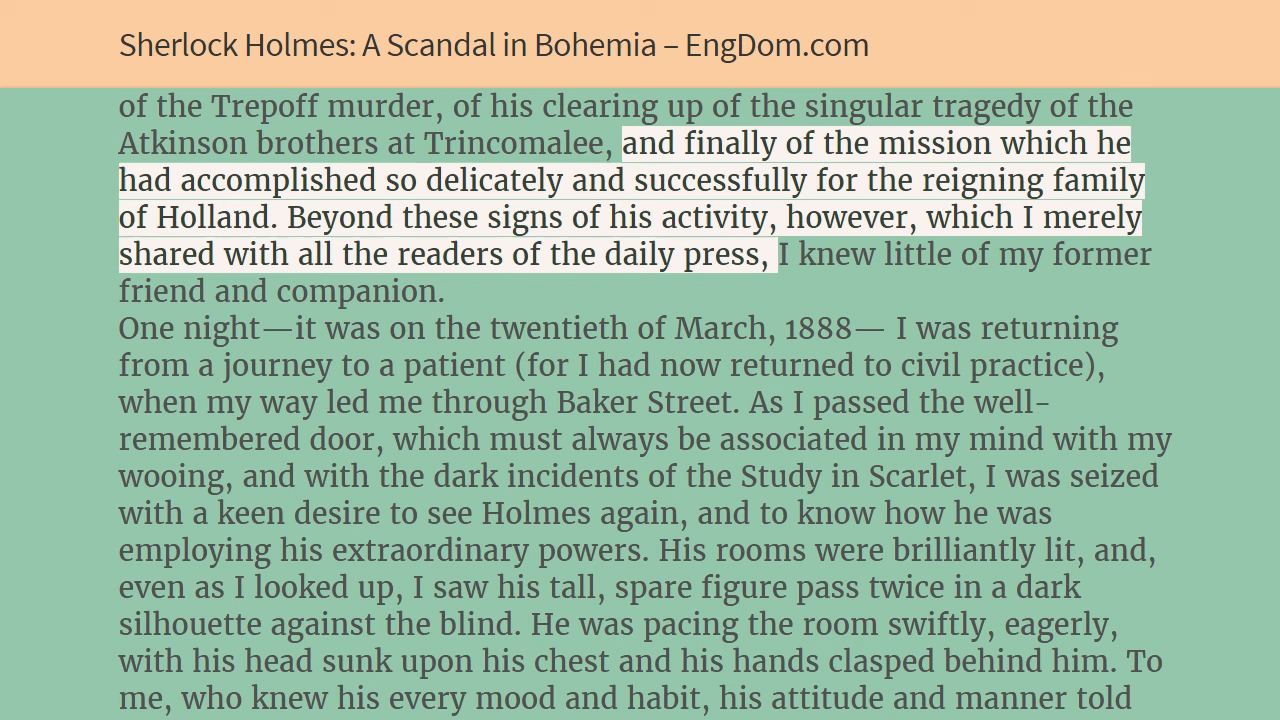 Sherlock Holmes: A Scandal in Bohemia – EngDom.com
of the Trepoff murder, of his clearing up of the singular tragedy of the
Atkinson brothers at Trincomalee, and finally of the mission which he
had accomplished so delicately and successfully for the reigning family
of Holland. Beyond these signs of his activity, however, which I merely
shared with all the readers of the daily press, I knew little of my former
friend and companion.
One night—it was on the twentieth of March, 1888— I was returning
from a journey to a patient (for I had now returned to civil practice),
when my way led me through Baker Street. As I passed the well-
remembered door, which must always be associated in my mind with my
wooing, and with the dark incidents of the Study in Scarlet, I was seized
with a keen desire to see Holmes again, and to know how he was
employing his extraordinary powers. His rooms were brilliantly lit, and,
even as I looked up, I saw his tall, spare figure pass twice in a dark
silhouette against the blind. He was pacing the room swiftly, eagerly,
with his head sunk upon his chest and his hands clasped behind him. To
me, who knew his every mood and habit, his attitude and manner told